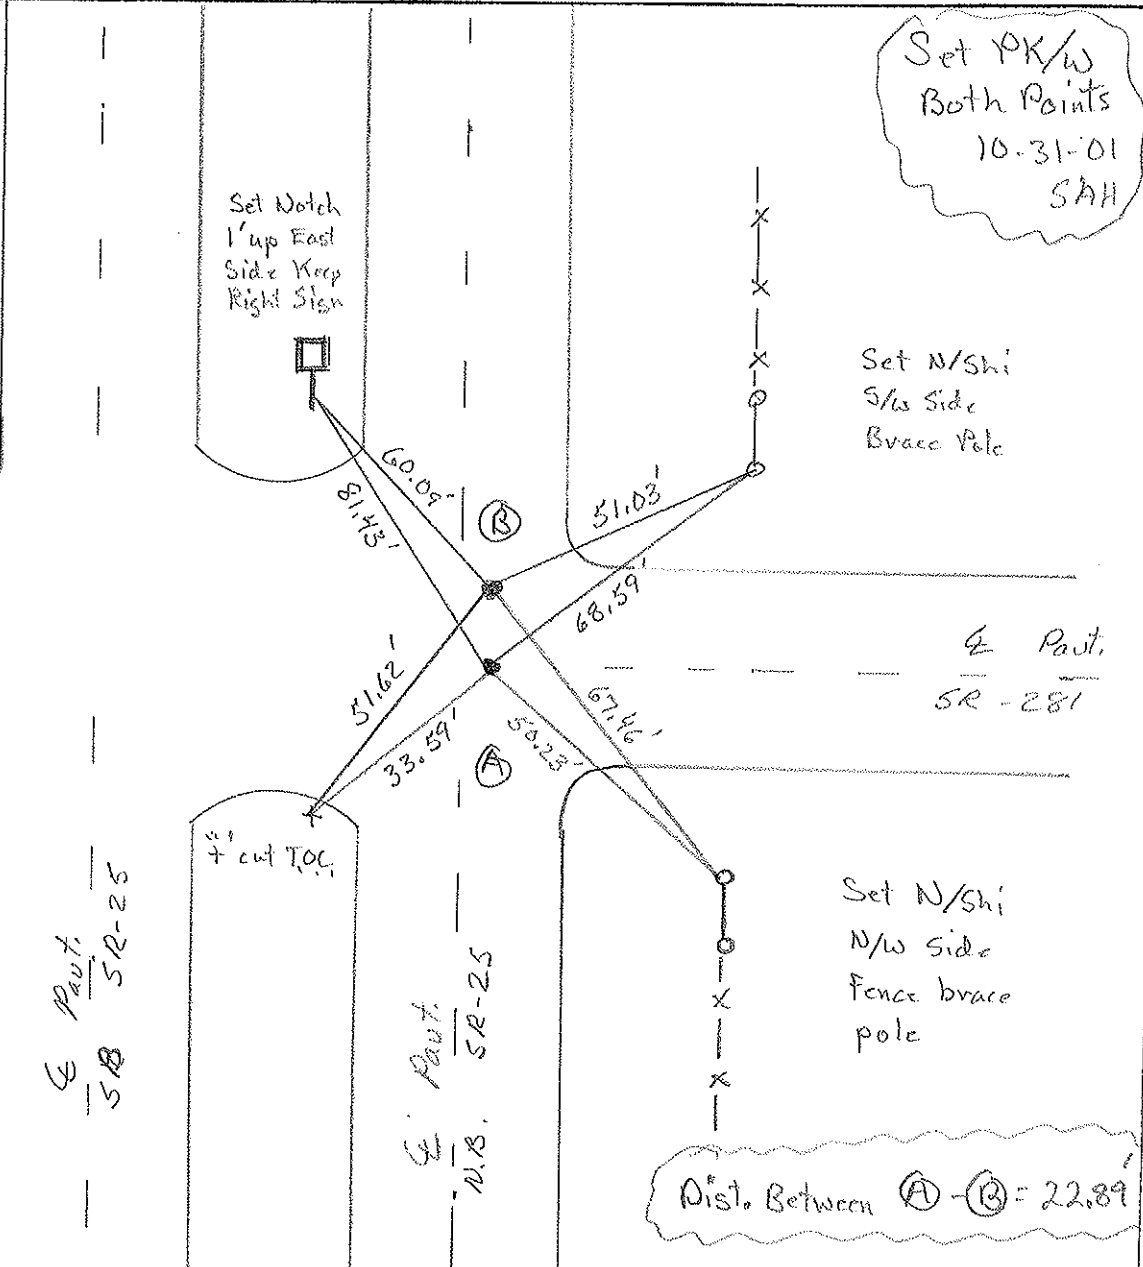 Set PK/W
Both Points
10-31-01
SAH
Set Notch
1' up East
Side Keep
Right Sign
Set N/Shi
S/W Side
Brace Pole
60.09'
81.43'
B
51.03'
68.59'
℄ Pavt.
SR-281
51.62'
33.59'
A
50.23'
67.46'
"+" cut T.O.C.
Set N/Shi
N/W Side
Fence brace
pole
℄ Pavt.
SB SR-25
℄ Pavt.
N.B. SR-25
Dist. Between A - B = 22.89'